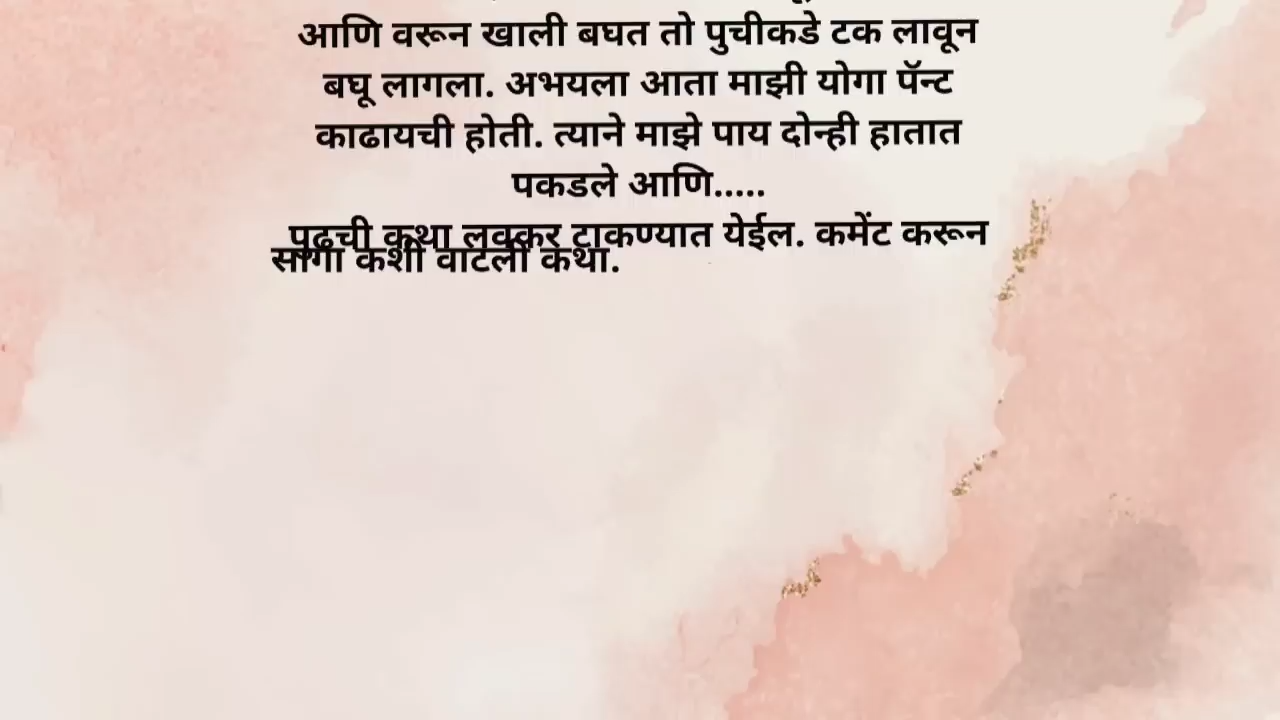 आणि वरून खाली बघत तो पुचीकडे टक लावून
बघू लागला. अभयला आता माझी योगा पॅन्ट
काढायची होती. त्याने माझे पाय दोन्ही हातात
पकडले आणि.....
पुढची कथा लवकर टाकण्यात येईल. कमेंट करून
सांगा कशी वाटली कथा.